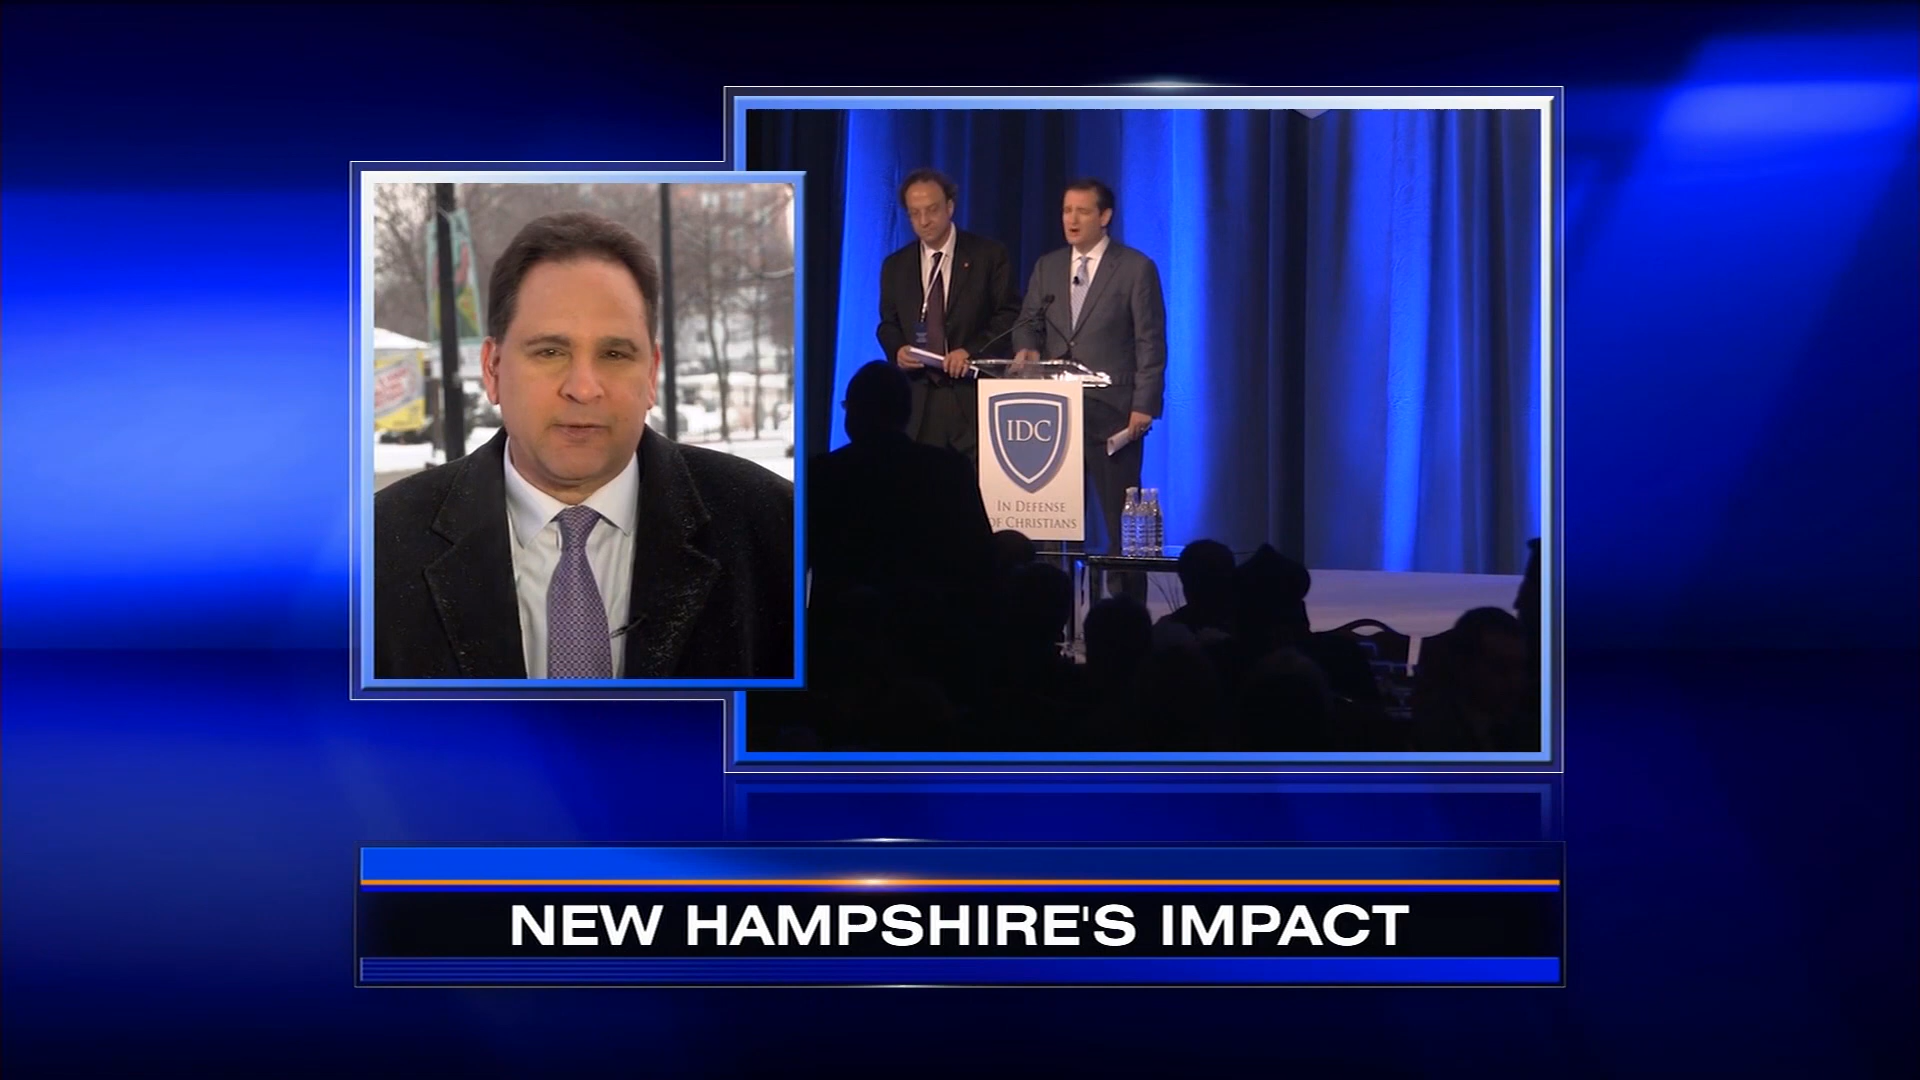 IDC
IN DEFENSE
OF CHRISTIANS
NEW HAMPSHIRE'S IMPACT